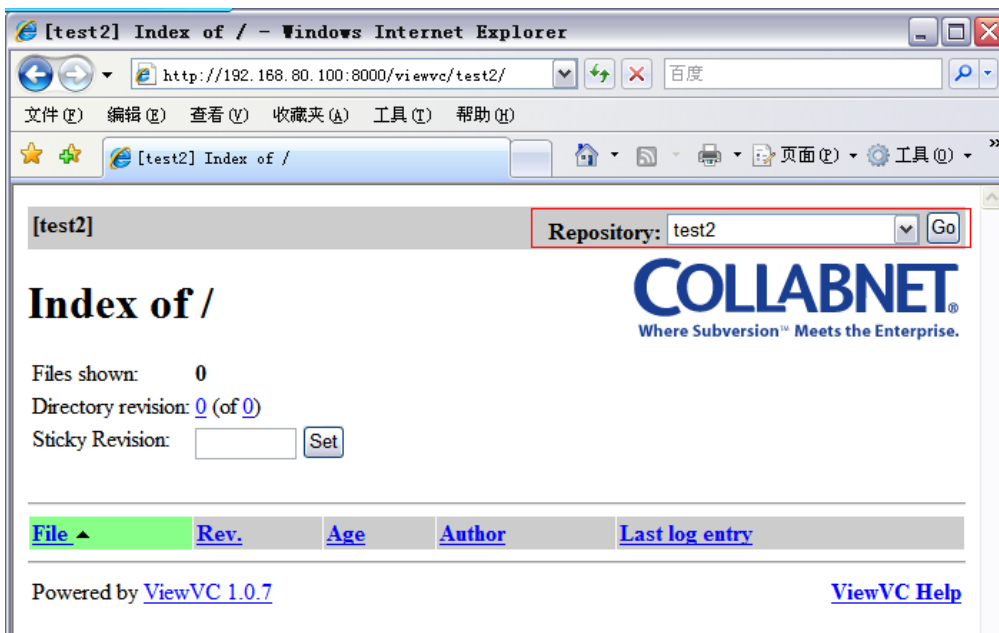 [test2] Index of / - Windows Internet Explorer
http://192.168.80.100:8000/viewvc/test2/ 百度
文件(F) 编辑(E) 查看(V) 收藏夹(A) 工具(T) 帮助(H)
[test2] Index of / 页面(P) 工具(O) »
[test2] Repository: test2 Go
Index of /
COLLABNET®
Where Subversion™ Meets the Enterprise.
Files shown: 0
Directory revision: 0 (of 0)
Sticky Revision: Set
File Rev. Age Author Last log entry
Powered by ViewVC 1.0.7 ViewVC Help